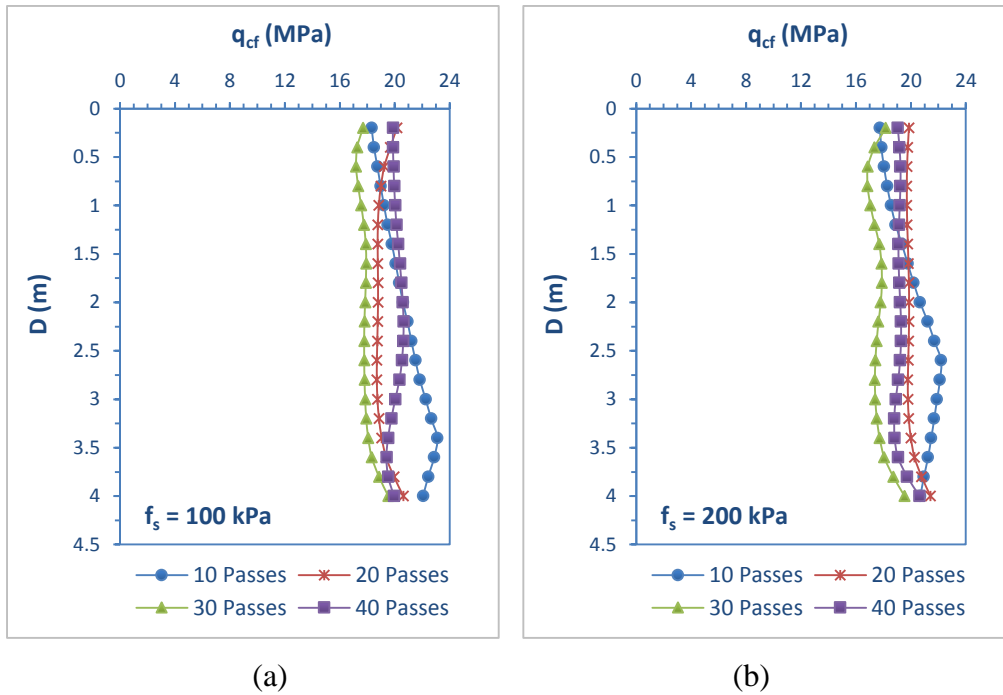 q_cf (MPa)
0 4 8 12 16 20 24
0
0.5
1
1.5
2
2.5
3
3.5
4
4.5
D (m)
f_s = 100 kPa
10 Passes 20 Passes
30 Passes 40 Passes
(a)
q_cf (MPa)
0 4 8 12 16 20 24
0
0.5
1
1.5
2
2.5
3
3.5
4
4.5
D (m)
f_s = 200 kPa
10 Passes 20 Passes
30 Passes 40 Passes
(b)